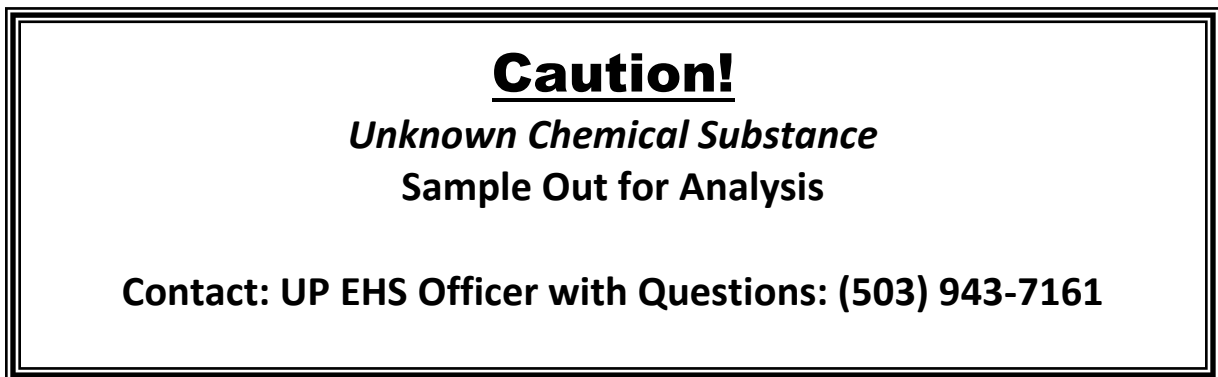 Caution!
Unknown Chemical Substance
Sample Out for Analysis
Contact: UP EHS Officer with Questions: (503) 943-7161